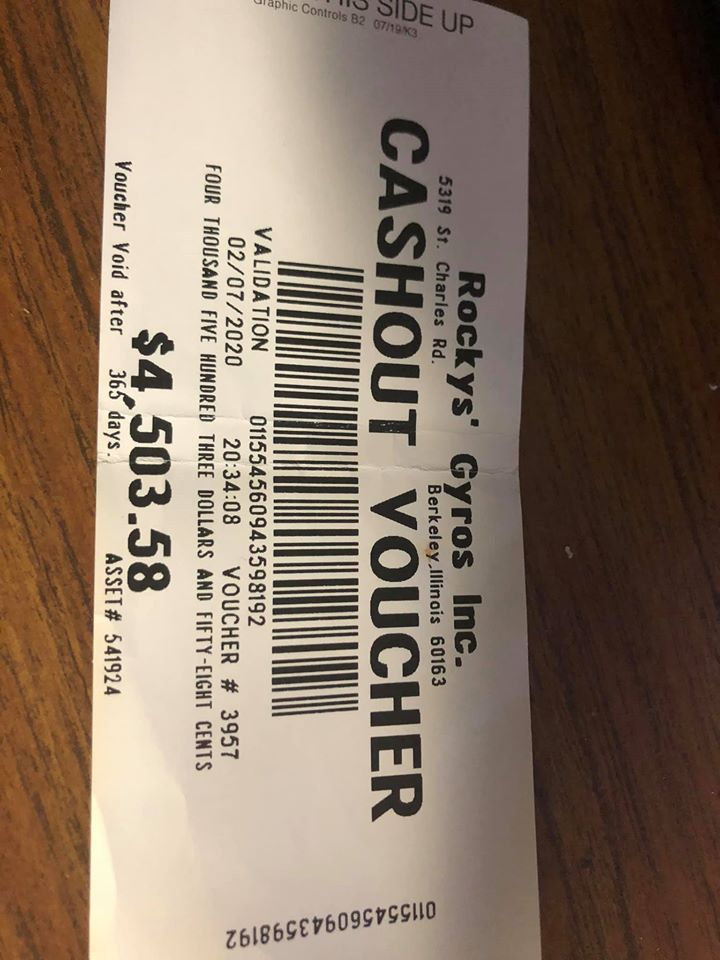 THIS SIDE UP
Graphic Controls B2 07/19/K3
Rockys' Gyros Inc.
5319 St. Charles Rd. Berkeley,Illinois 60163
CASHOUT VOUCHER
VALIDATION 011554560943598192
02/07/2020 20:34:08 VOUCHER # 3957
FOUR THOUSAND FIVE HUNDRED THREE DOLLARS AND FIFTY-EIGHT CENTS
$4,503.58
Voucher Void after 365 days. ASSET# 541924
011554560943598192